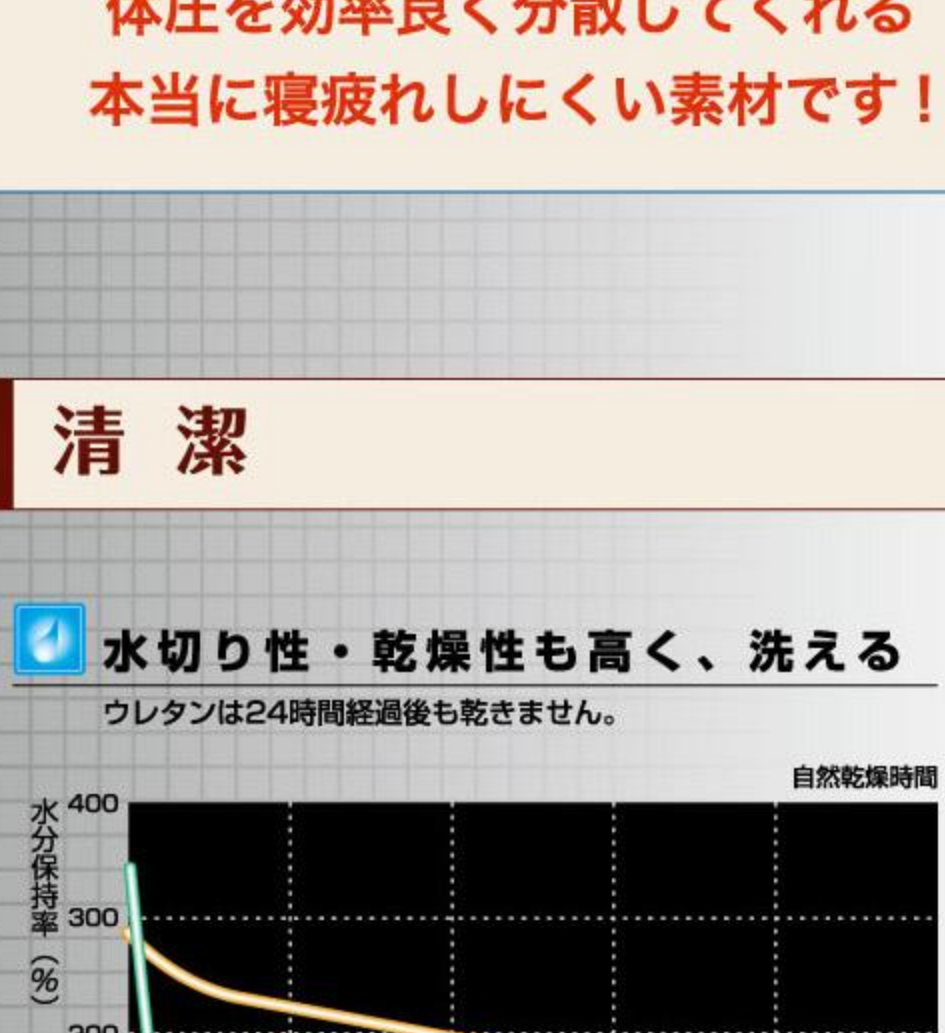 体圧を効率良く分散してくれる
本当に寝疲れしにくい素材です！
清 潔
水切り性・乾燥性も高く、洗える
ウレタンは24時間経過後も乾きません。
自然乾燥時間
水分保持率（%）
400
300
200